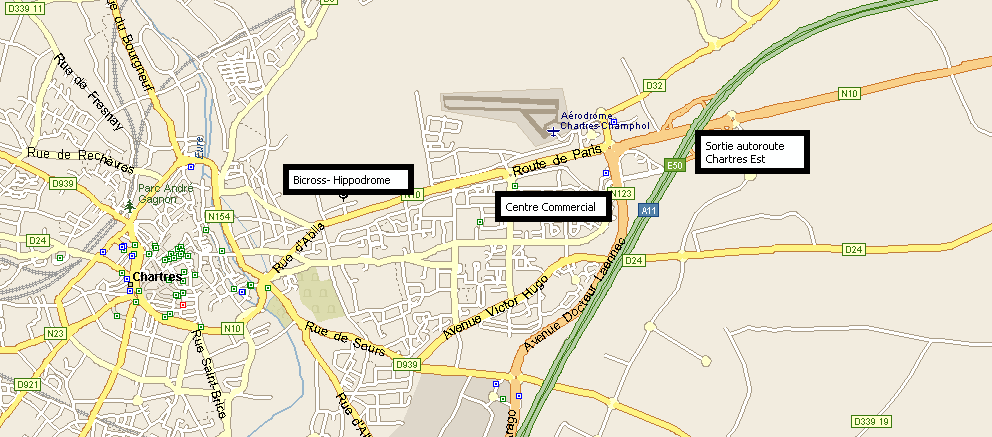 D339 11
ue du Bourgneuf
Rue de Fresnay
D32
N10
Aérodrome
Chartres-Champhol
Rue de Rechavres
Eure
Route de Paris
E50
Sortie autoroute
Chartres Est
D939
Parc André
Gagnon
Bicross- Hippodrome
N10
N123
Centre Commercial
A11
N154
D24
Rue d'Ablis
D24
D24
Chartres
Avenue Victor Hugo
Avenue Docteur Laennec
N23
N10
Rue de Sours
Rue Saint-Brice
D939
D921
Rue d'A
Arago
D339 19